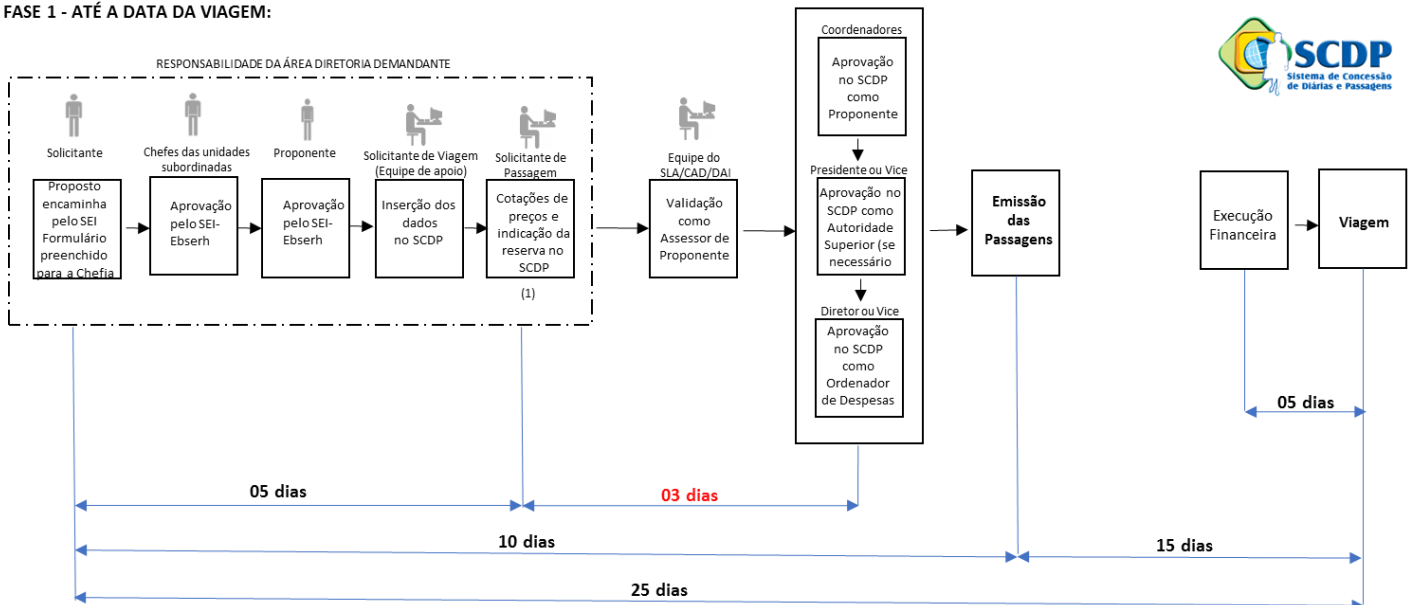 FASE 1 - ATÉ A DATA DA VIAGEM:
RESPONSABILIDADE DA ÁREA DIRETORIA DEMANDANTE
Solicitante
Proposto
encaminha
pelo SEI
Formulário
preenchido
para a Chefia
Chefes das unidades
subordinadas
Aprovação
pelo SEI-
Ebserh
Proponente
Aprovação
pelo SEI-
Ebserh
Solicitante de Viagem
(Equipe de apoio)
Inserção dos
dados
no SCDP
Solicitante de
Passagem
Cotações de
preços e
indicação da
reserva no
SCDP
(1)
Equipe do
SLA/CAD/DAI
Validação
como
Assessor de
Proponente
Coordenadores
Aprovação
no SCDP
como
Proponente
Presidente ou Vice
Aprovação no
SCDP como
Autoridade
Superior (se
necessário
Diretor ou Vice
Aprovação
no SCDP
como
Ordenador
de Despesas
Emissão
das
Passagens
Execução
Financeira
Viagem
SCDP
Sistema de Concessão
de Diárias e Passagens
05 dias
05 dias
03 dias
10 dias
15 dias
25 dias